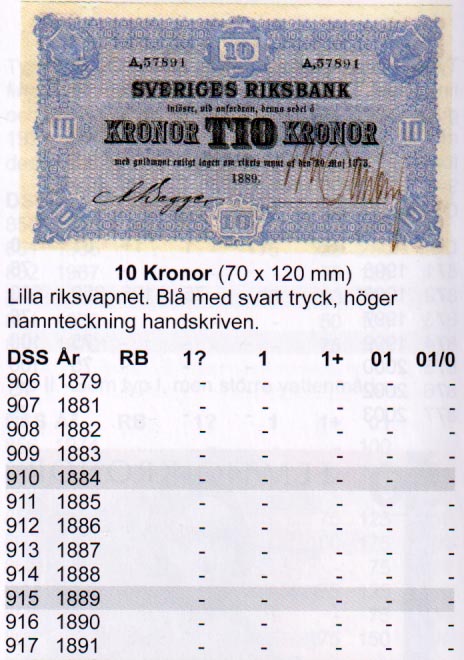 10
A,57891 A,57891
SVERIGES RIKSBANK
inlöser, vid anfordran, denna sedel å
10 KRONOR TIO KRONOR 10
med guldmynt enligt lagen om rikets mynt af den 30 Maj 1873.
1889.
10 10 10
10 Kronor (70 x 120 mm)
Lilla riksvapnet. Blå med svart tryck, höger
namnteckning handskriven.
DSS År RB 1? 1 1+ 01 01/0
906 1879 - - - - -
907 1881 - - - - -
908 1882 - - - - -
909 1883 - - - - -
910 1884 - - - - -
911 1885 - - - - -
912 1886 - - - - -
913 1887 - - - - -
914 1888 - - - - -
915 1889 - - - - -
916 1890 - - - - -
917 1891 - - - - -